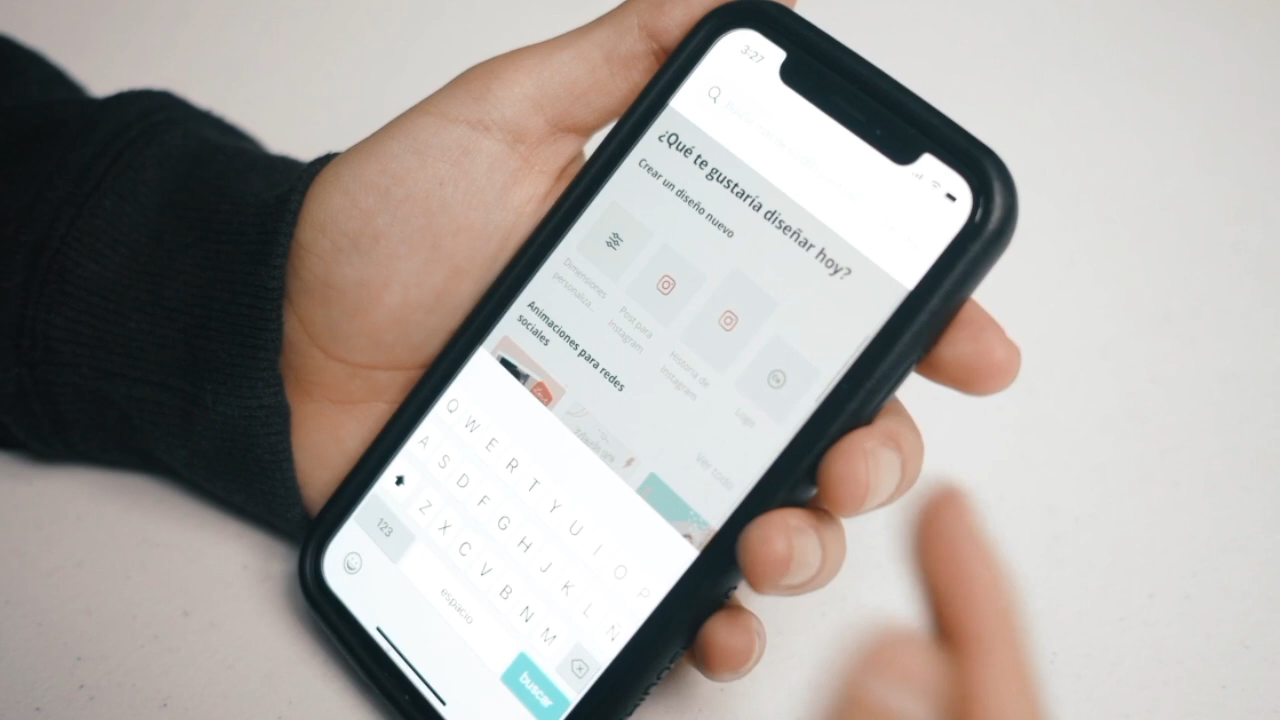 3:27
¿Qué te gustaría diseñar hoy?
Crear un diseño nuevo
Dimensiones
personaliza...
Post para
Instagram
Historia de
Instagram
Logo
Animaciones para redes
sociales
Ver todo
Q W E R T Y U I O P
A S D F G H J K L
Z X C V B N M
123
espacio
buscar